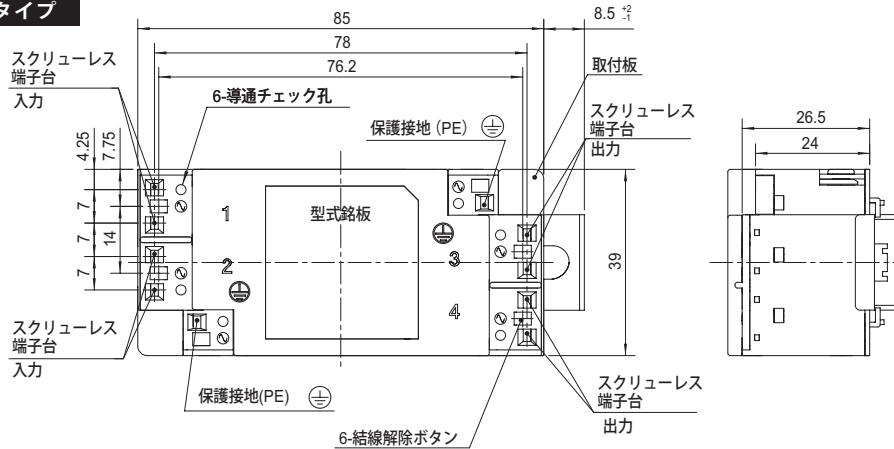 タイプ
85
8.5 +2 -1
78
76.2
スクリューレス
端子台
入力
6-導通チェック孔
保護接地 (PE)
取付板
スクリューレス
端子台
出力
26.5
24
4.25
7.75
7
7
14
7
1
2
型式銘板
3
4
39
スクリューレス
端子台
入力
保護接地(PE)
6-結線解除ボタン
スクリューレス
端子台
出力